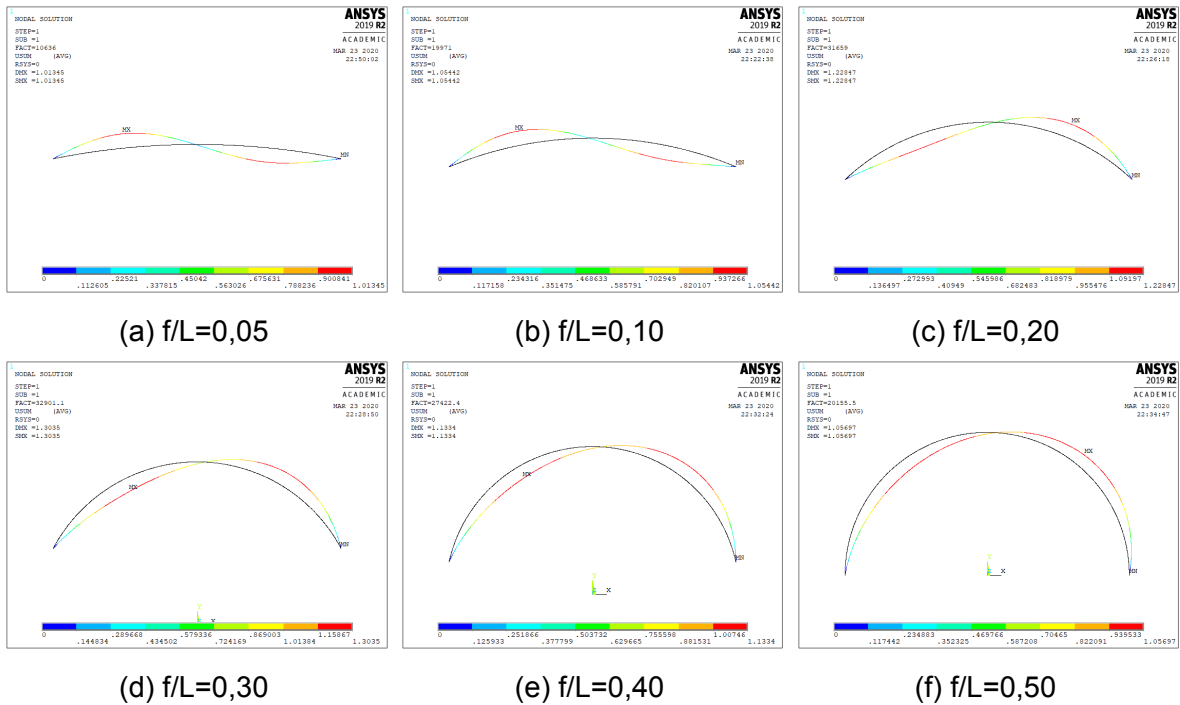 1
NODAL SOLUTION
STEP=1
SUB =1
FACT=10636
USUM (AVG)
RSYS=0
DMX =1.01345
SMX =1.01345
ANSYS
2019 R2
ACADEMIC
MAR 23 2020
22:50:02
MX
MN
0 .22521 .45042 .675631 .900841
.112605 .337815 .563026 .788236 1.01345
(a) f/L=0,05
1
NODAL SOLUTION
STEP=1
SUB =1
FACT=19971
USUM (AVG)
RSYS=0
DMX =1.05442
SMX =1.05442
ANSYS
2019 R2
ACADEMIC
MAR 23 2020
22:22:38
MX
MN
0 .234316 .468633 .702949 .937266
.117158 .351475 .585791 .820107 1.05442
(b) f/L=0,10
1
NODAL SOLUTION
STEP=1
SUB =1
FACT=31659
USUM (AVG)
RSYS=0
DMX =1.22847
SMX =1.22847
ANSYS
2019 R2
ACADEMIC
MAR 23 2020
22:26:18
MX
MN
0 .272993 .545986 .818979 1.09197
.136497 .40949 .682483 .955476 1.22847
(c) f/L=0,20
1
NODAL SOLUTION
STEP=1
SUB =1
FACT=32901.1
USUM (AVG)
RSYS=0
DMX =1.3035
SMX =1.3035
ANSYS
2019 R2
ACADEMIC
MAR 23 2020
22:28:50
MX
MN
Y
X
0 .289668 .579336 .869003 1.15867
.144834 .434502 .724169 1.01384 1.3035
(d) f/L=0,30
1
NODAL SOLUTION
STEP=1
SUB =1
FACT=27422.4
USUM (AVG)
RSYS=0
DMX =1.1334
SMX =1.1334
ANSYS
2019 R2
ACADEMIC
MAR 23 2020
22:32:24
MX
MN
Y
Z X
0 .251866 .503732 .755598 1.00746
.125933 .377799 .629665 .881531 1.1334
(e) f/L=0,40
1
NODAL SOLUTION
STEP=1
SUB =1
FACT=20155.5
USUM (AVG)
RSYS=0
DMX =1.05697
SMX =1.05697
ANSYS
2019 R2
ACADEMIC
MAR 23 2020
22:34:47
MX
MN
Y
Z X
0 .234883 .469766 .70465 .939533
.117442 .352325 .587208 .822091 1.05697
(f) f/L=0,50